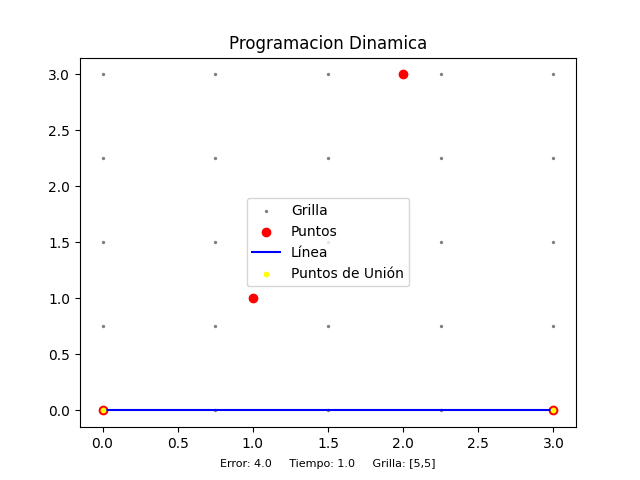 Programacion Dinamica
3.0
2.5
2.0
1.5
1.0
0.5
0.0
Grilla
Puntos
Línea
Puntos de Unión
0.0 0.5 1.0 1.5 2.0 2.5 3.0
Error: 4.0 Tiempo: 1.0 Grilla: [5,5]